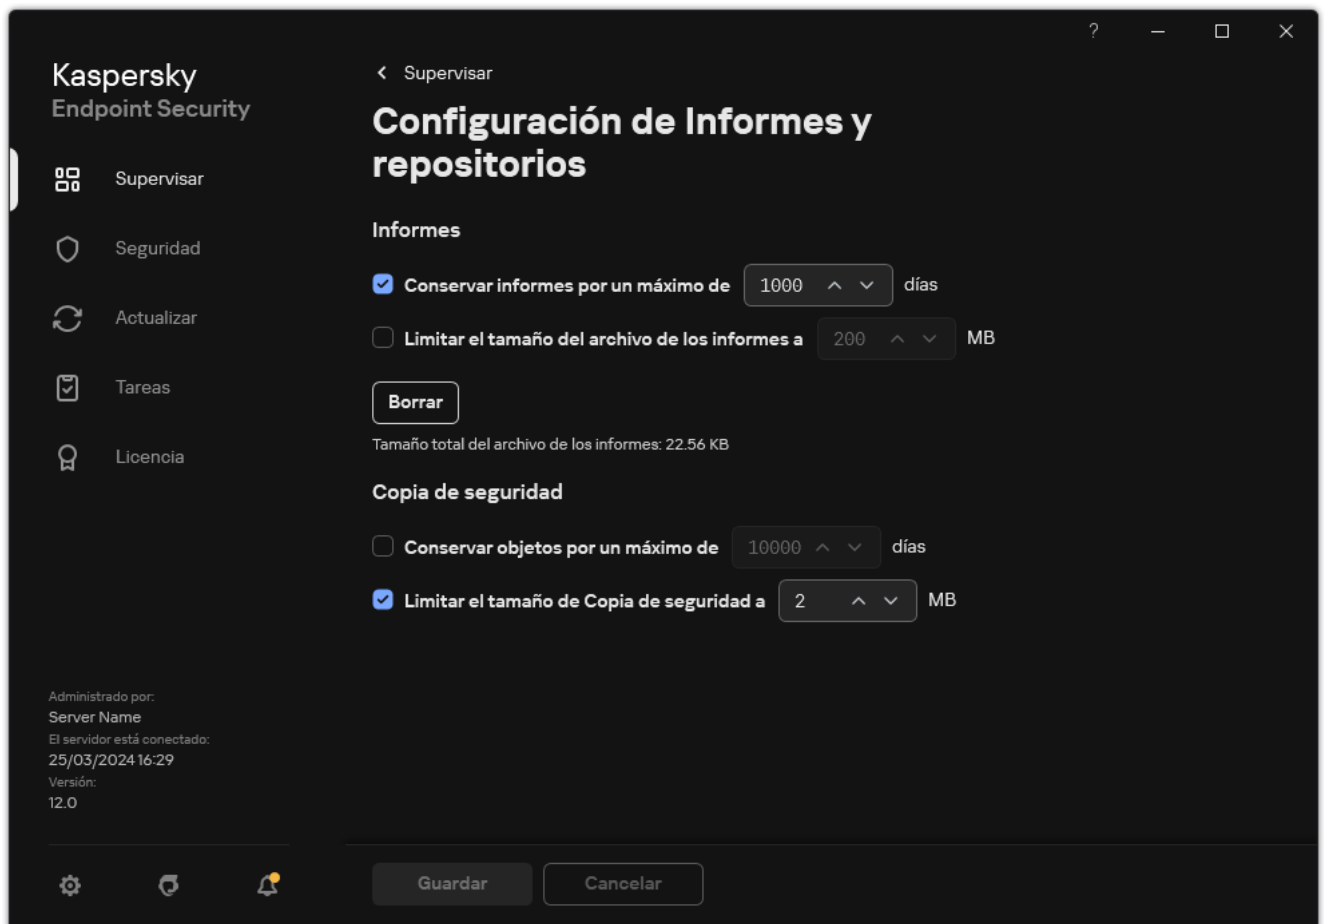 ?
Kaspersky
Endpoint Security
Supervisar
Seguridad
Actualizar
Tareas
Licencia
Administrado por:
Server Name
El servidor está conectado:
25/03/2024 16:29
Versión:
12.0
Supervisar
Configuración de Informes y
repositorios
Informes
Conservar informes por un máximo de 1000 días
Limitar el tamaño del archivo de los informes a 200 MB
Borrar
Tamaño total del archivo de los informes: 22.56 KB
Copia de seguridad
Conservar objetos por un máximo de 10000 días
Limitar el tamaño de Copia de seguridad a 2 MB
Guardar Cancelar